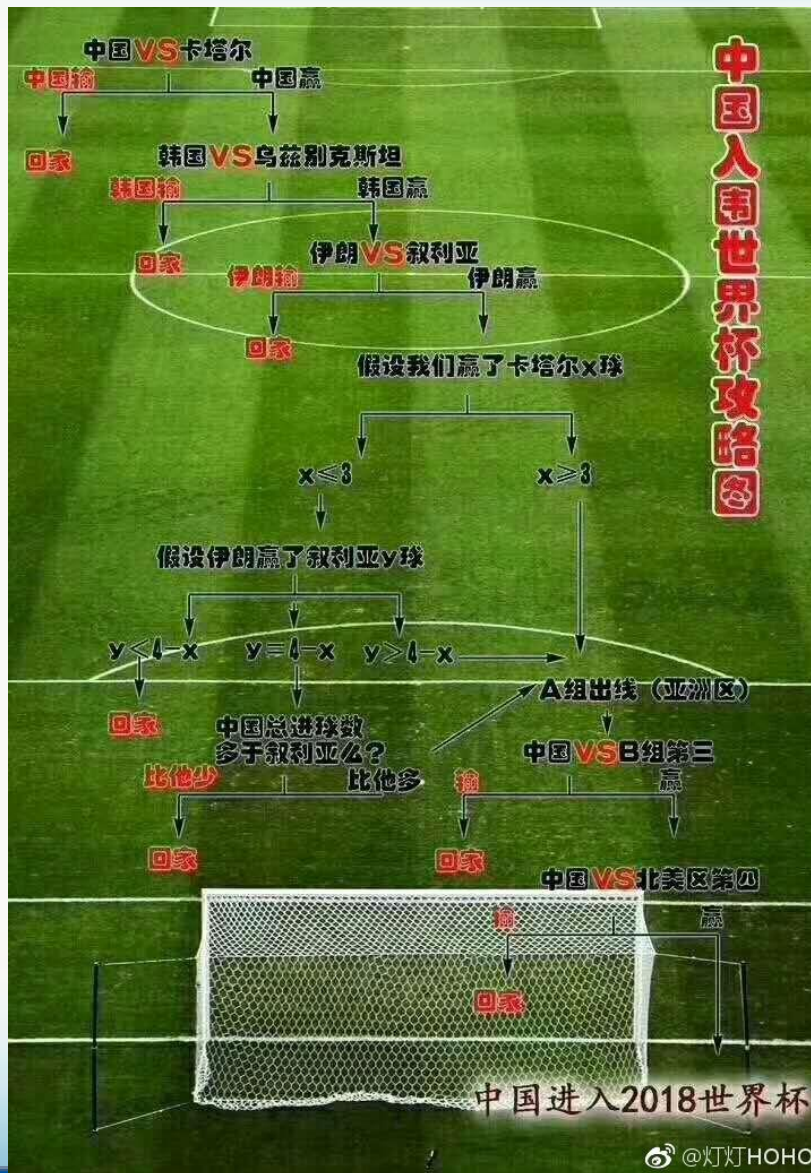 中国VS卡塔尔
中国输
中国赢
回家
韩国VS乌兹别克斯坦
韩国输
韩国赢
回家
伊朗VS叙利亚
伊朗输
伊朗赢
回家
假设我们赢了卡塔尔x球
x≤3
x≥3
假设伊朗赢了叙利亚y球
y<4-x
y=4-x
y>4-x
回家
A组出线（亚洲区）
中国总进球数
多于叙利亚么？
比他少
比他多
回家
中国VSB组第三
输
赢
回家
中国VS北美区第四
输
赢
回家
中国进入2018世界杯
中国入围世界杯攻略图
@灯灯HOHO